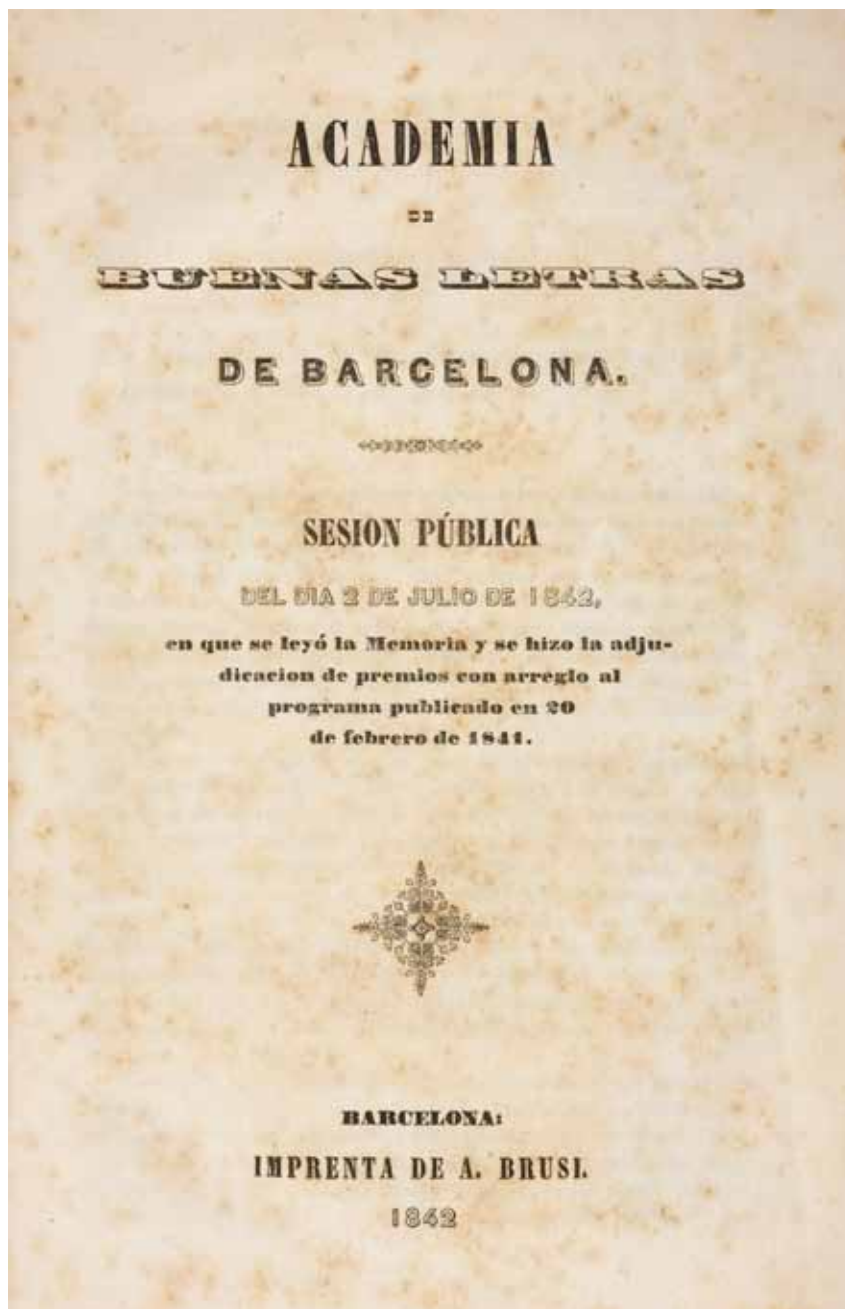 ACADEMIA
DE
BUENAS LETRAS
DE BARCELONA.
SESION PÚBLICA
DEL DIA 2 DE JULIO DE 1842,
en que se leyó la Memoria y se hizo la adju-
dicacion de premios con arreglo al
programa publicado en 20
de febrero de 1841.
BARCELONA:
IMPRENTA DE A. BRUSI.
1842